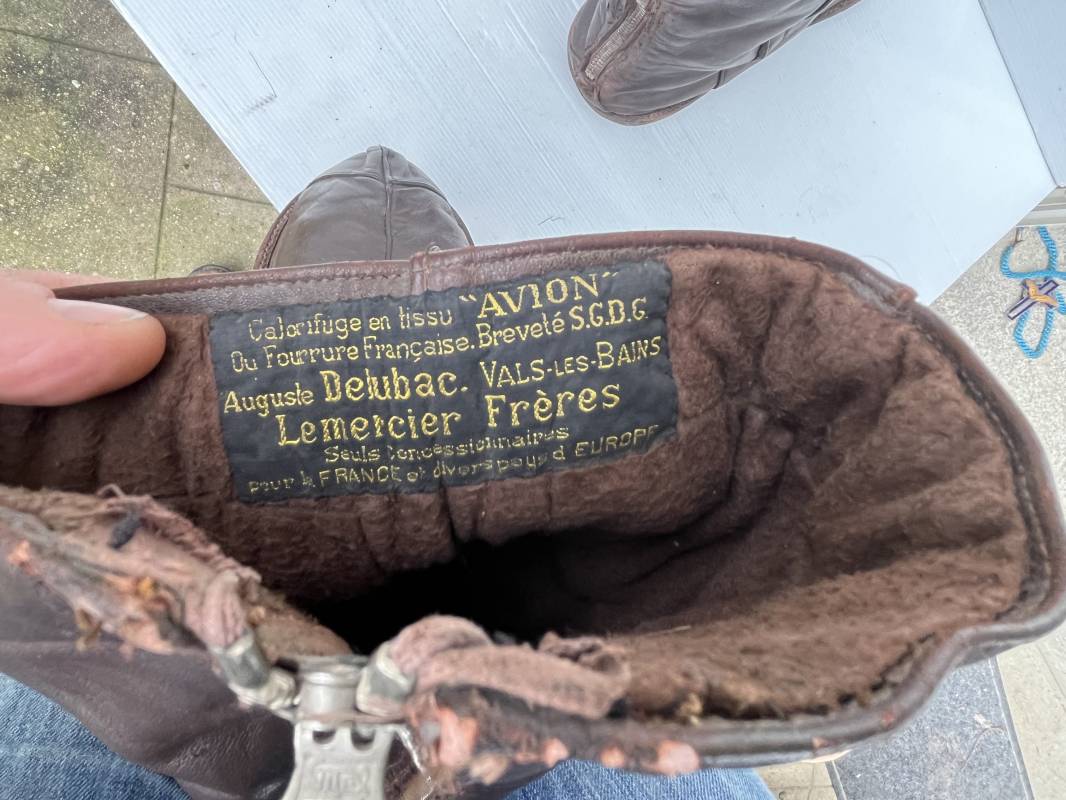 Calorifuge en tissu "AVION"
Ou Fourrure Française. Breveté S.G.D.G.
Auguste Delubac. VALS-LES-BAINS
Lemercier Frères
Seuls Concessionnaires
pour la FRANCE et divers pays d'EUROPE